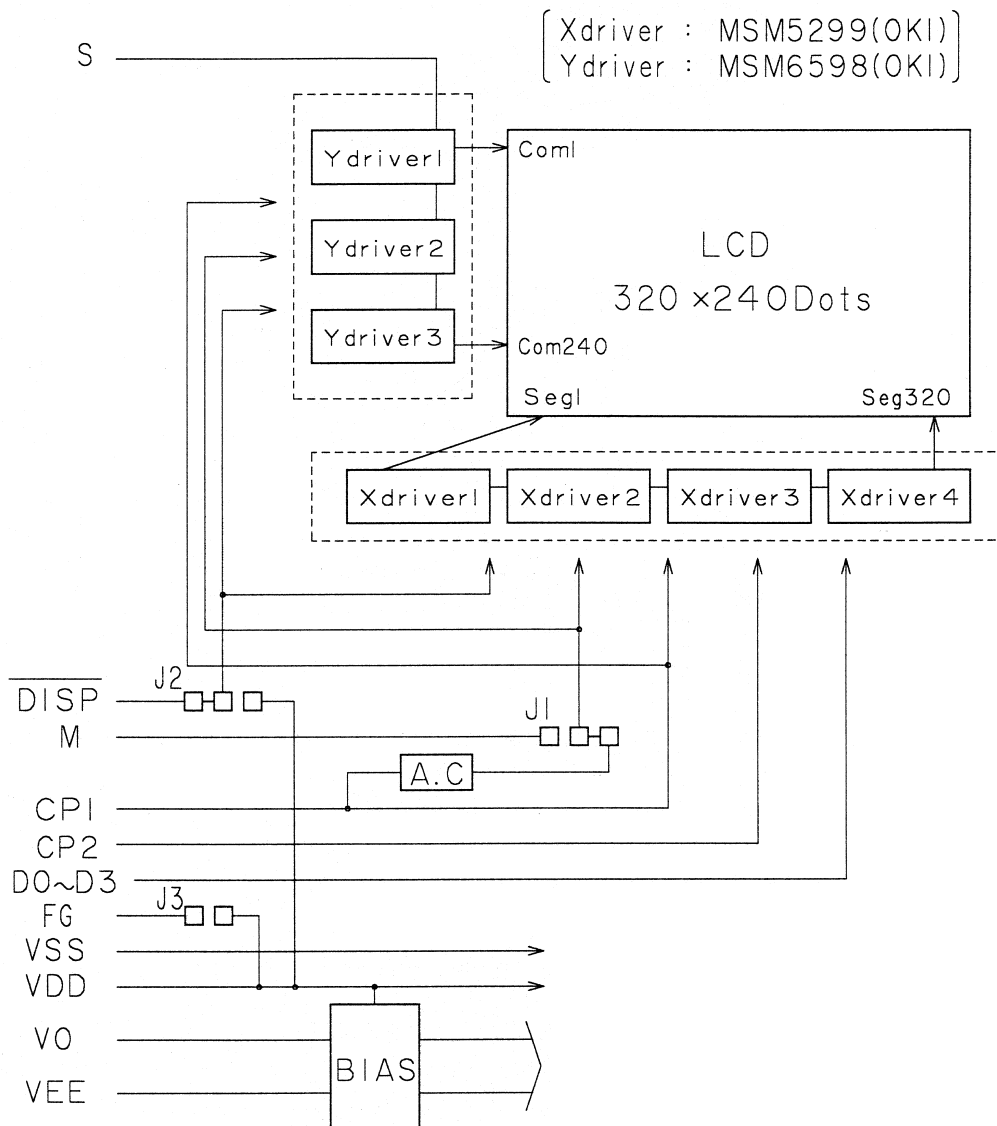 Xdriver : MSM5299(OKI)
Ydriver : MSM6598(OKI)
S
Ydriver1
Ydriver2
Ydriver3
Com1
LCD
320 ×240Dots
Com240
Seg1
Seg320
Xdriver1
Xdriver2
Xdriver3
Xdriver4
DISP
J2
M
J1
A.C
CP1
CP2
D0~D3
FG
J3
VSS
VDD
VO
BIAS
VEE